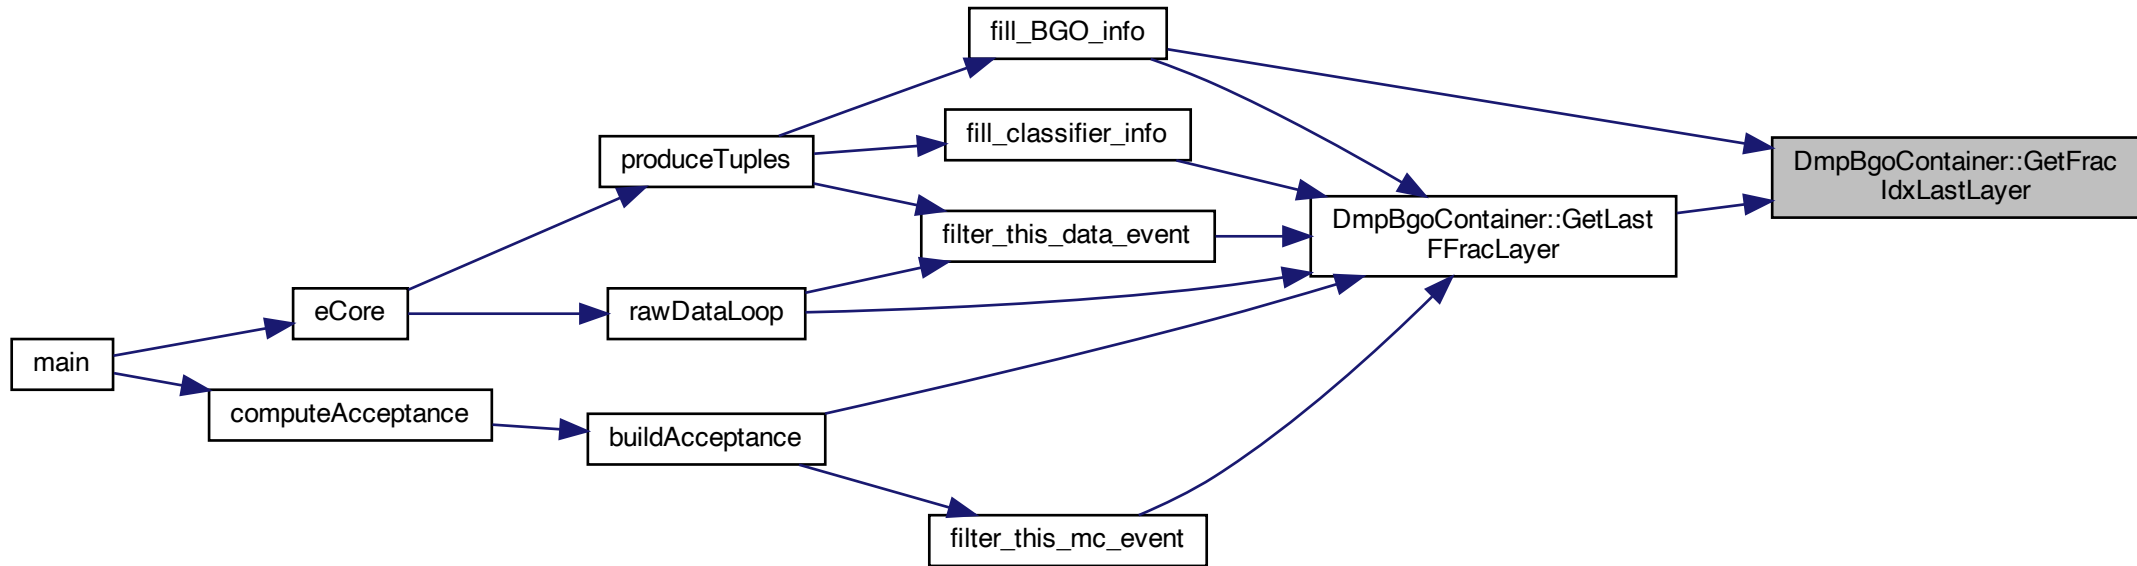 fill_BGO_info
fill_classifier_info
produceTuples
DmpBgoContainer::GetFrac
IdxLastLayer
filter_this_data_event
DmpBgoContainer::GetLast
FFracLayer
eCore
rawDataLoop
main
computeAcceptance
buildAcceptance
filter_this_mc_event